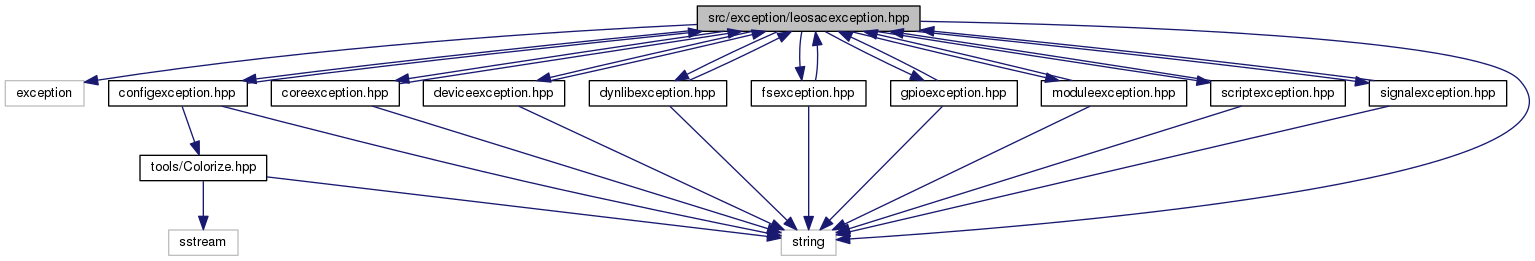 src/exception/leosacexception.hpp
exception
configexception.hpp
coreexception.hpp
deviceexception.hpp
dynlibexception.hpp
fsexception.hpp
gpioexception.hpp
moduleexception.hpp
scriptexception.hpp
signalexception.hpp
tools/Colorize.hpp
sstream
string